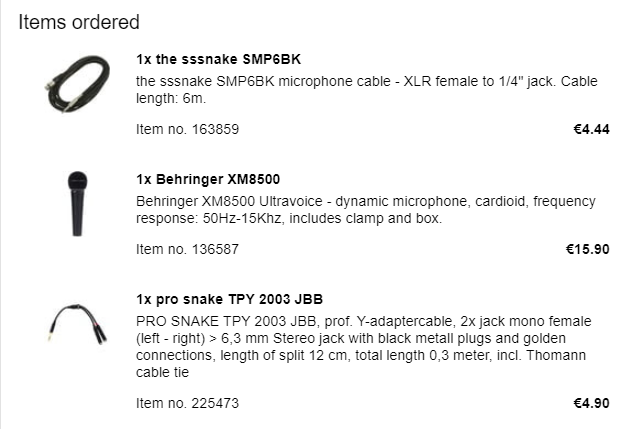 Items ordered
1x the sssnake SMP6BK
the sssnake SMP6BK microphone cable - XLR female to 1/4" jack. Cable
length: 6m.
Item no. 163859 €4.44
1x Behringer XM8500
Behringer XM8500 Ultravoice - dynamic microphone, cardioid, frequency
response: 50Hz-15Khz, includes clamp and box.
Item no. 136587 €15.90
1x pro snake TPY 2003 JBB
PRO SNAKE TPY 2003 JBB, prof. Y-adaptercable, 2x jack mono female
(left - right) > 6,3 mm Stereo jack with black metall plugs and golden
connections, length of split 12 cm, total length 0,3 meter, incl. Thomann
cable tie
Item no. 225473 €4.90